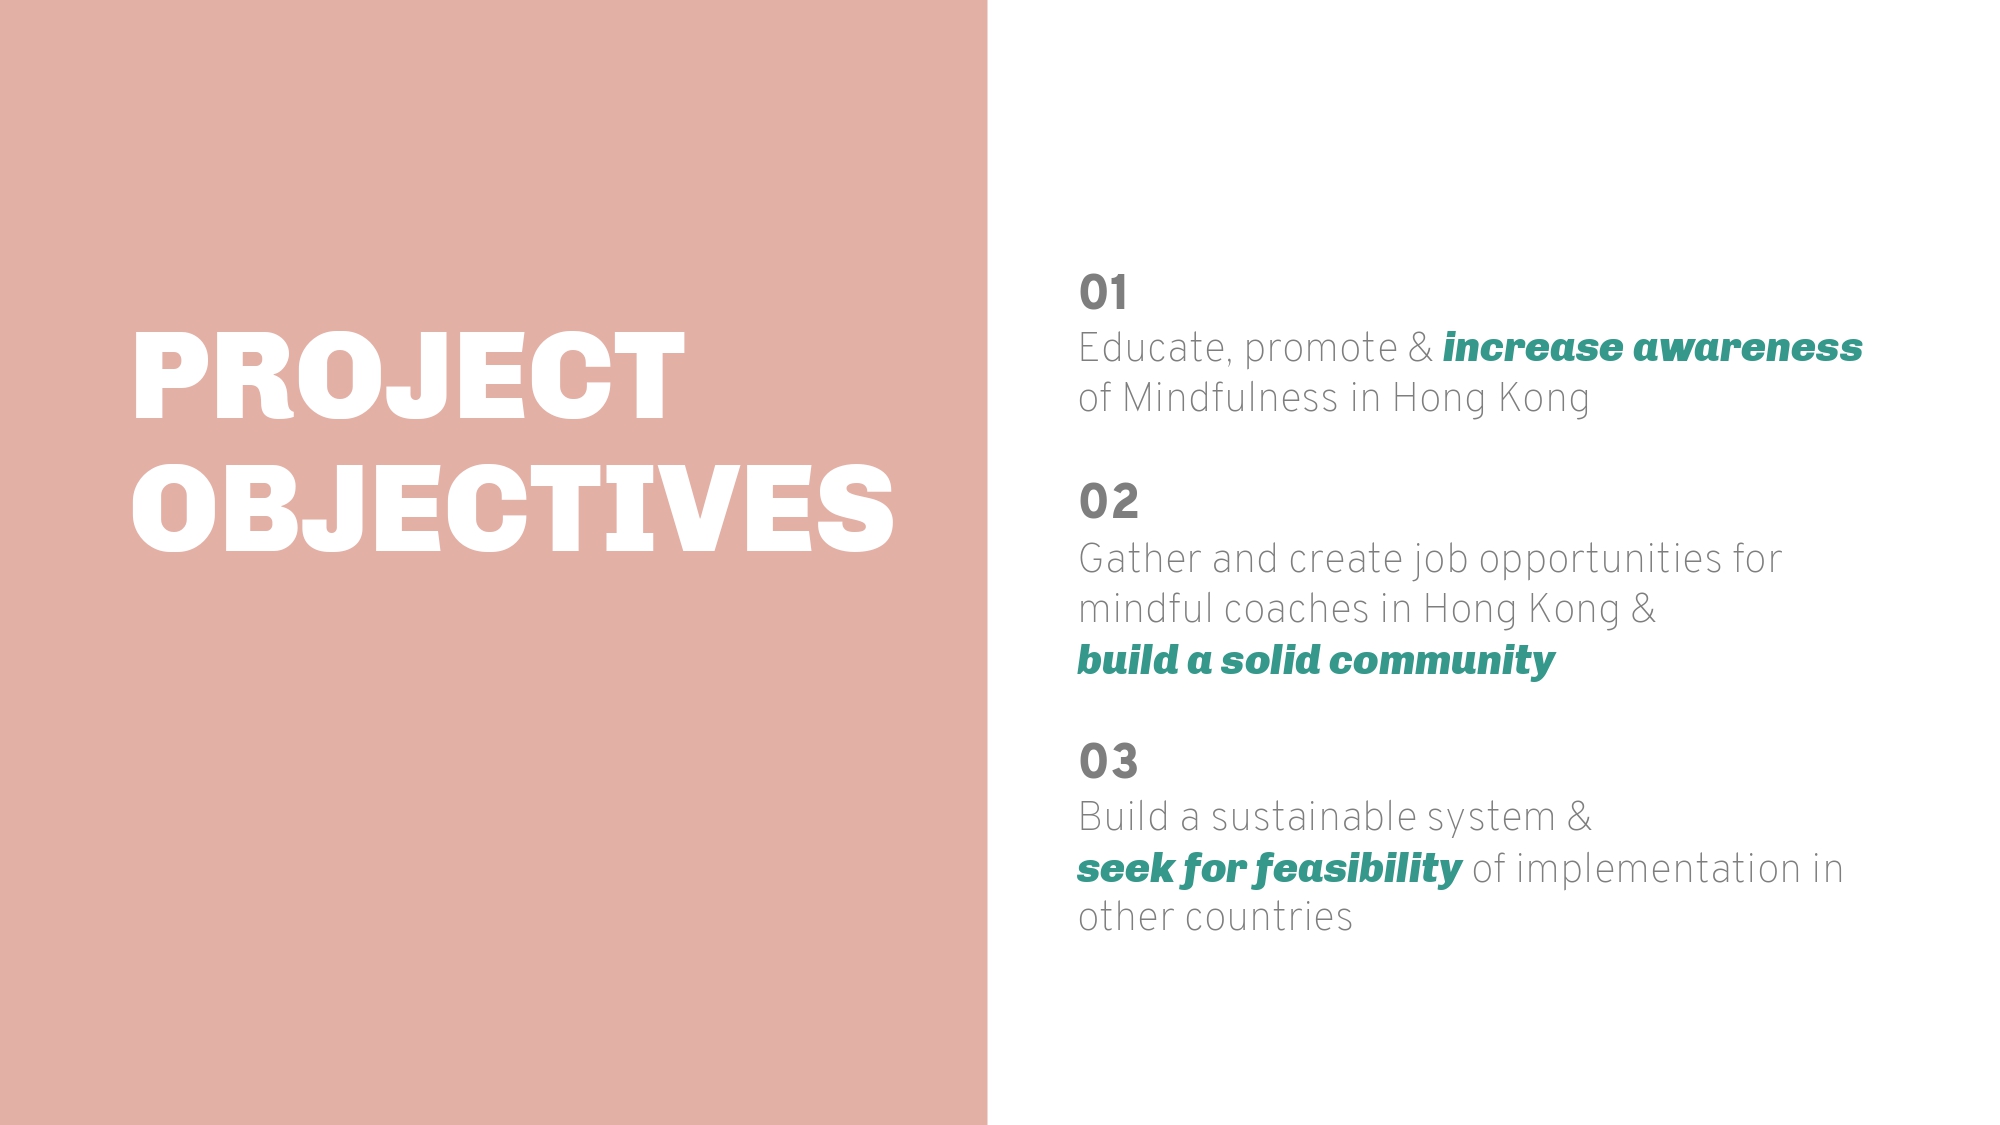 PROJECT
OBJECTIVES
01
Educate, promote & increase awareness
of Mindfulness in Hong Kong
02
Gather and create job opportunities for
mindful coaches in Hong Kong &
build a solid community
03
Build a sustainable system &
seek for feasibility of implementation in
other countries